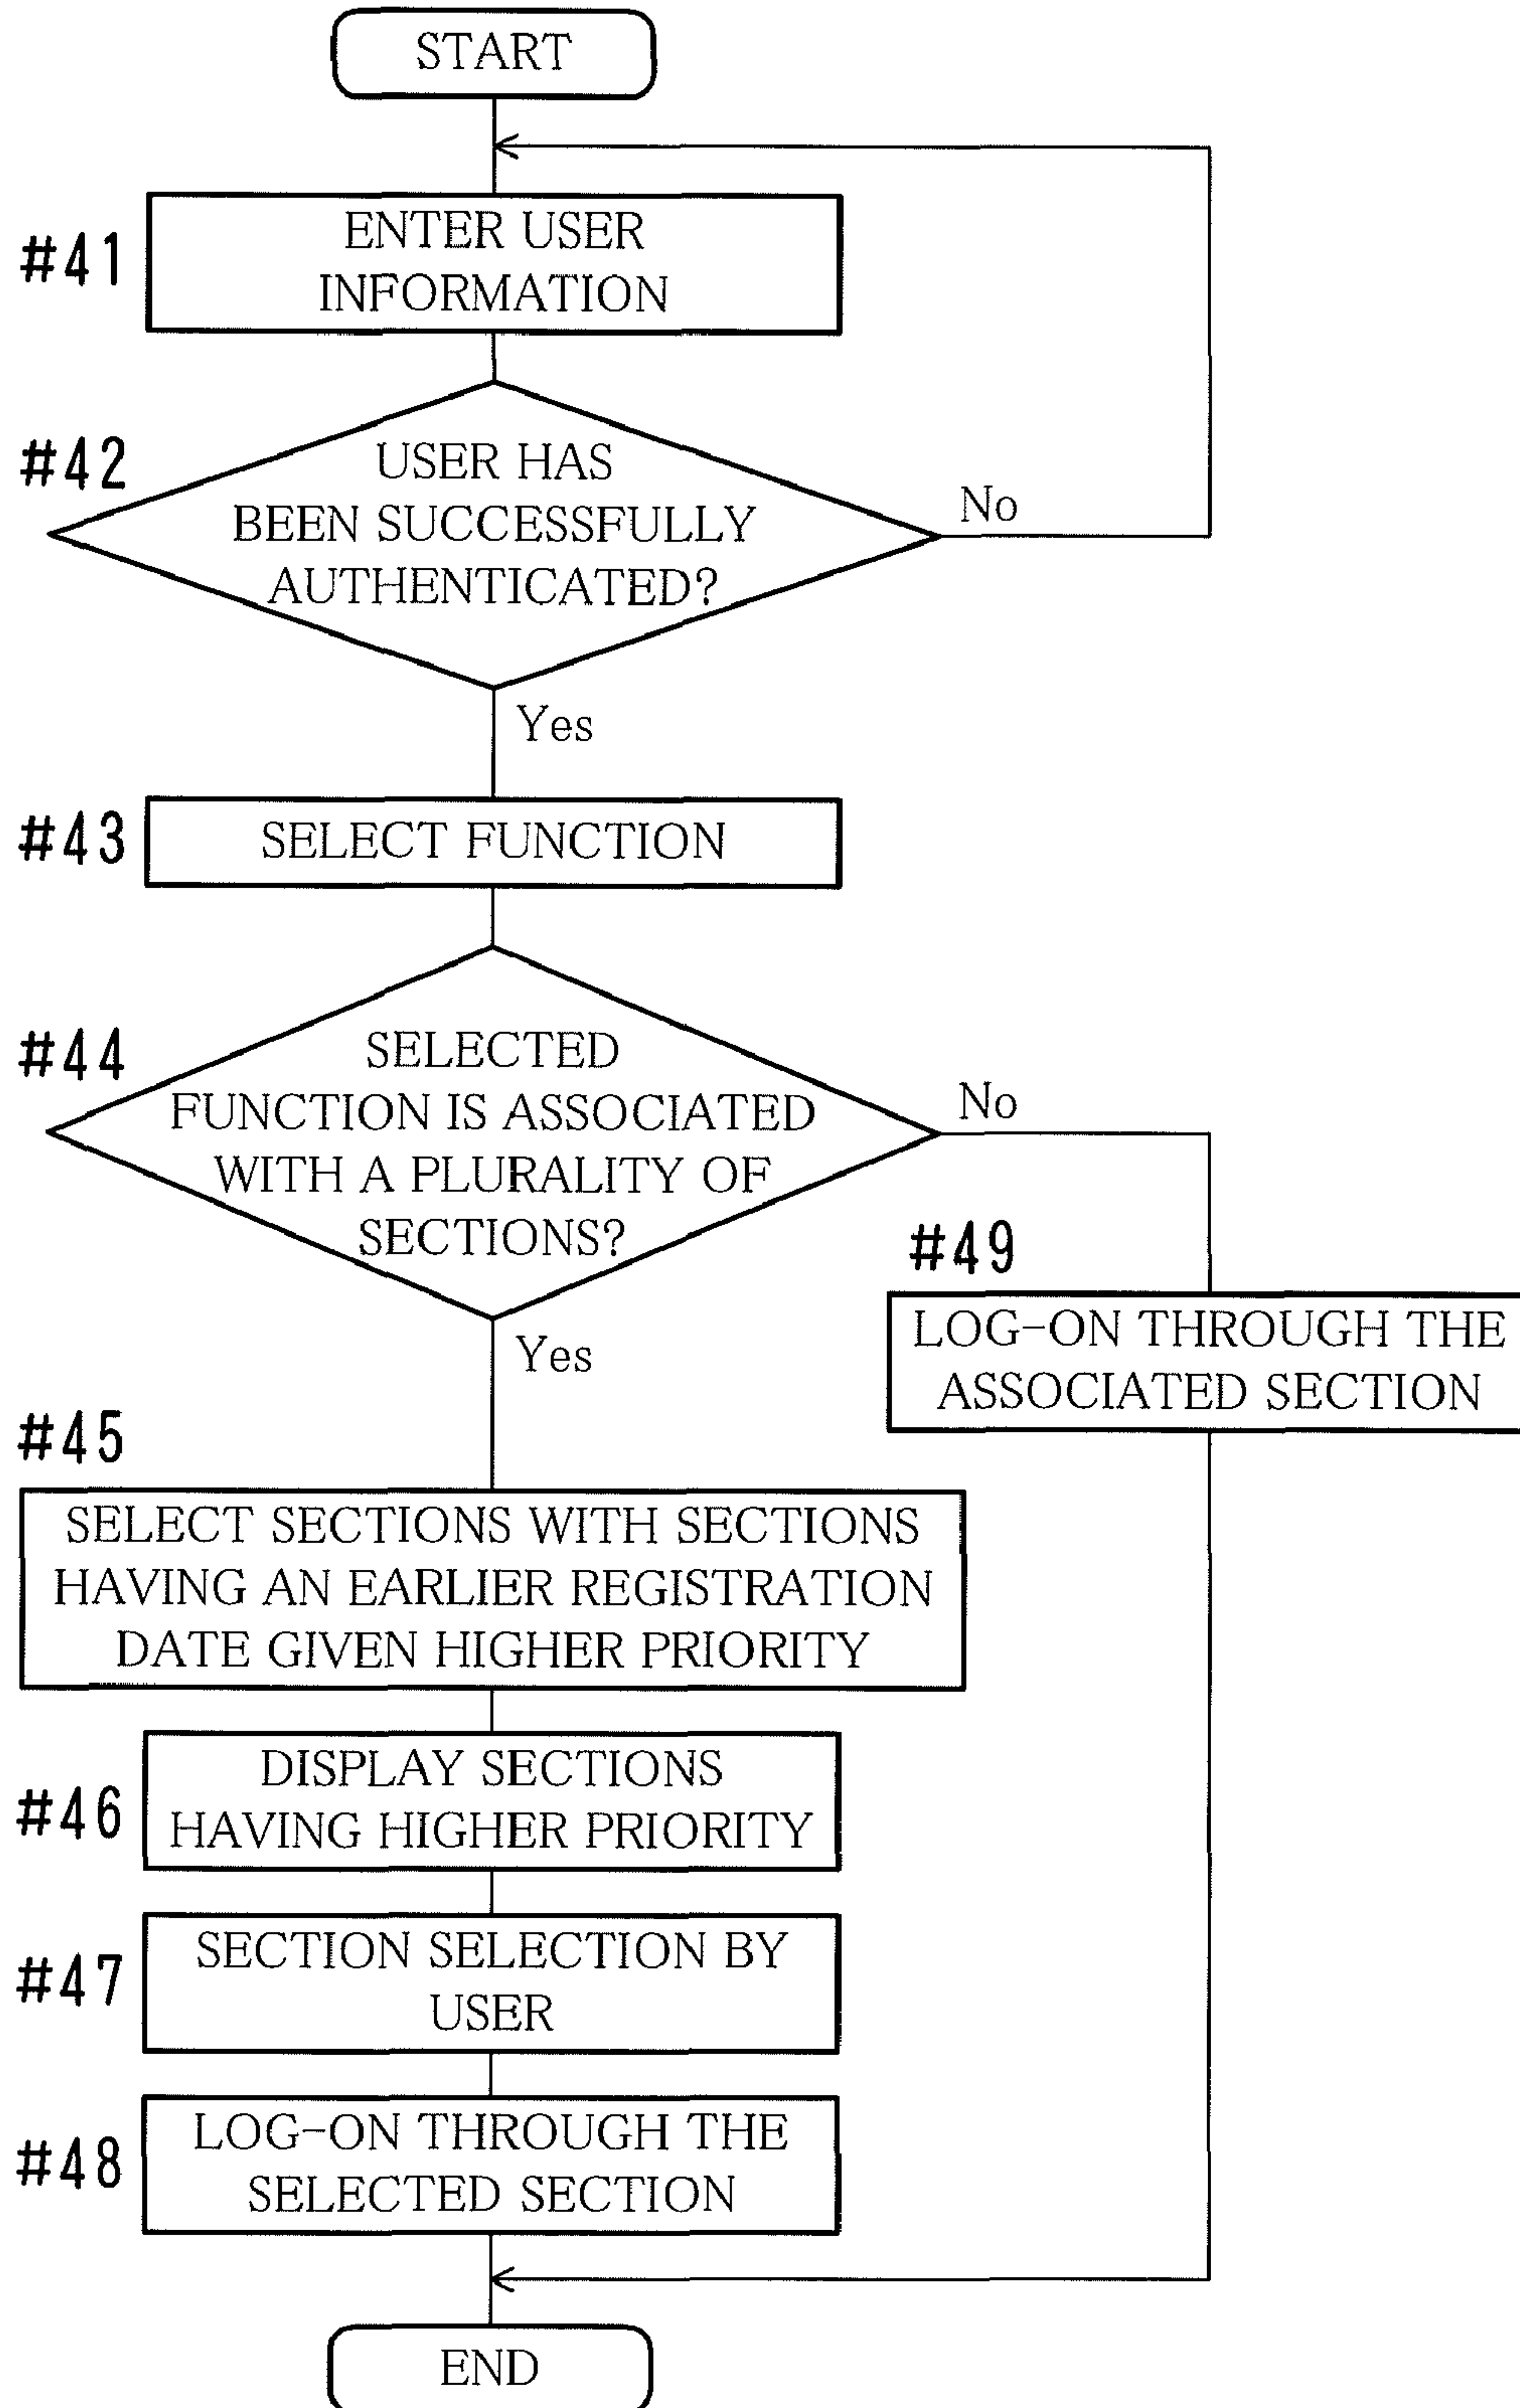 START
#41
ENTER USER
INFORMATION
#42
USER HAS
BEEN SUCCESSFULLY
AUTHENTICATED?
No
Yes
#43
SELECT FUNCTION
#44
SELECTED
FUNCTION IS ASSOCIATED
WITH A PLURALITY OF
SECTIONS?
No
Yes
#49
LOG-ON THROUGH THE
ASSOCIATED SECTION
#45
SELECT SECTIONS WITH SECTIONS
HAVING AN EARLIER REGISTRATION
DATE GIVEN HIGHER PRIORITY
#46
DISPLAY SECTIONS
HAVING HIGHER PRIORITY
#47
SECTION SELECTION BY
USER
#48
LOG-ON THROUGH THE
SELECTED SECTION
END